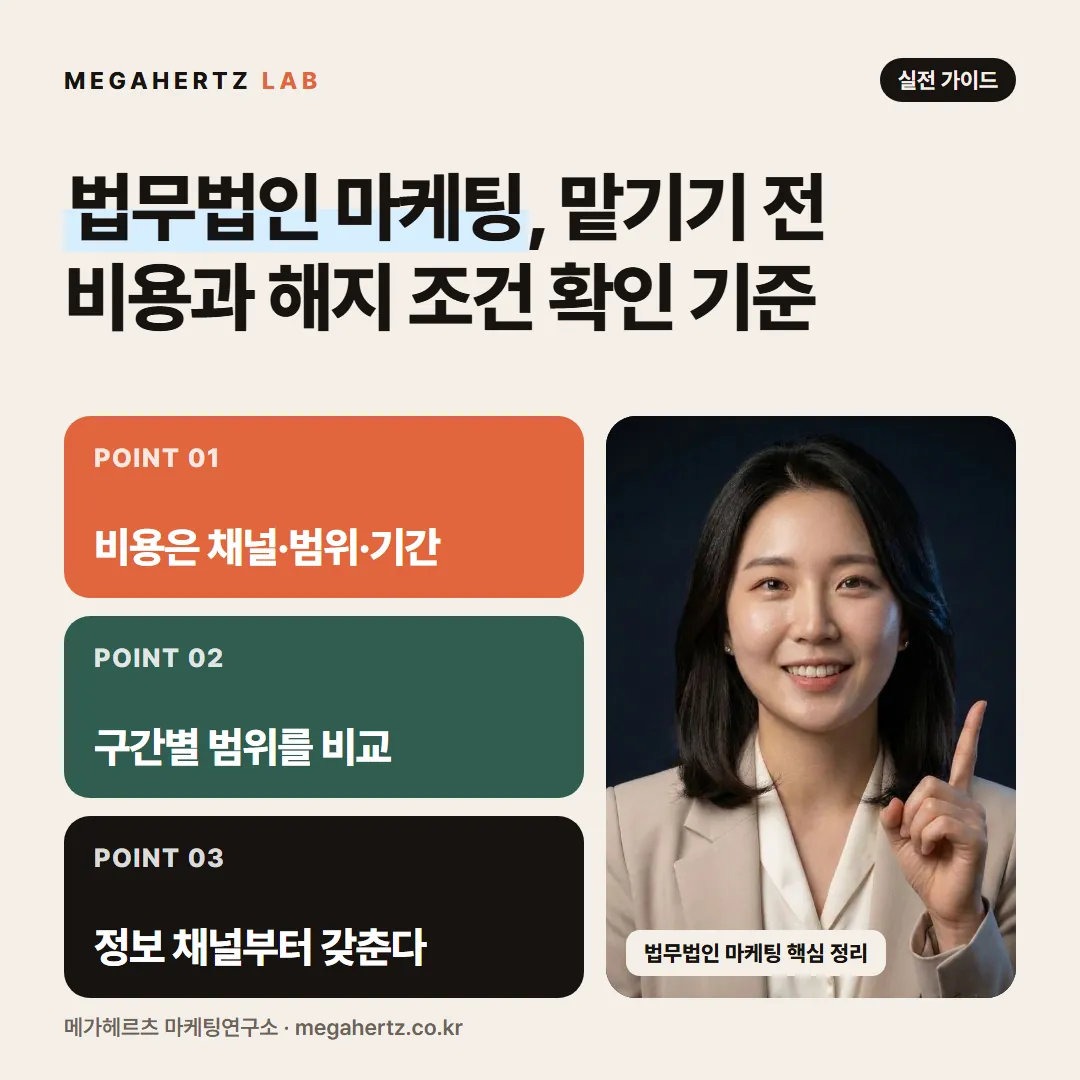 MEGAHERTZ LAB
실전 가이드
법무법인 마케팅, 맡기기 전
비용과 해지 조건 확인 기준
POINT 01
비용은 채널·범위·기간
POINT 02
구간별 범위를 비교
POINT 03
정보 채널부터 갖춘다
법무법인 마케팅 핵심 정리
메가헤르츠 마케팅연구소 · megahertz.co.kr